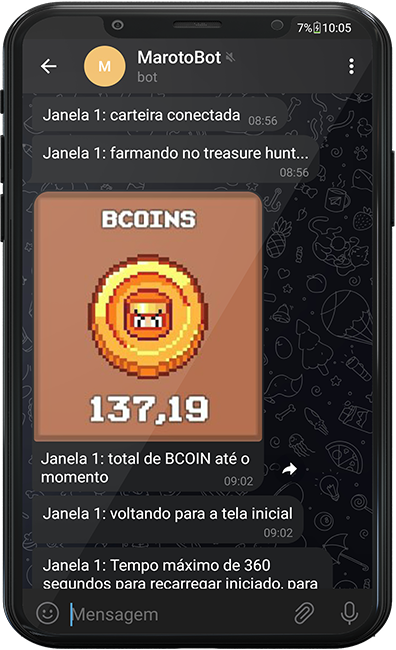 7% 10:05
MarotoBot
M
bot
Janela 1: carteira conectada 08:56
Janela 1: farmando no treasure hunt...
08:56
BCOINS
137,19
Janela 1: total de BCOIN até o
momento 09:02
Janela 1: voltando para a tela inicial
09:02
Janela 1: Tempo máximo de 360
segundos para recarregar iniciado, para
Mensagem